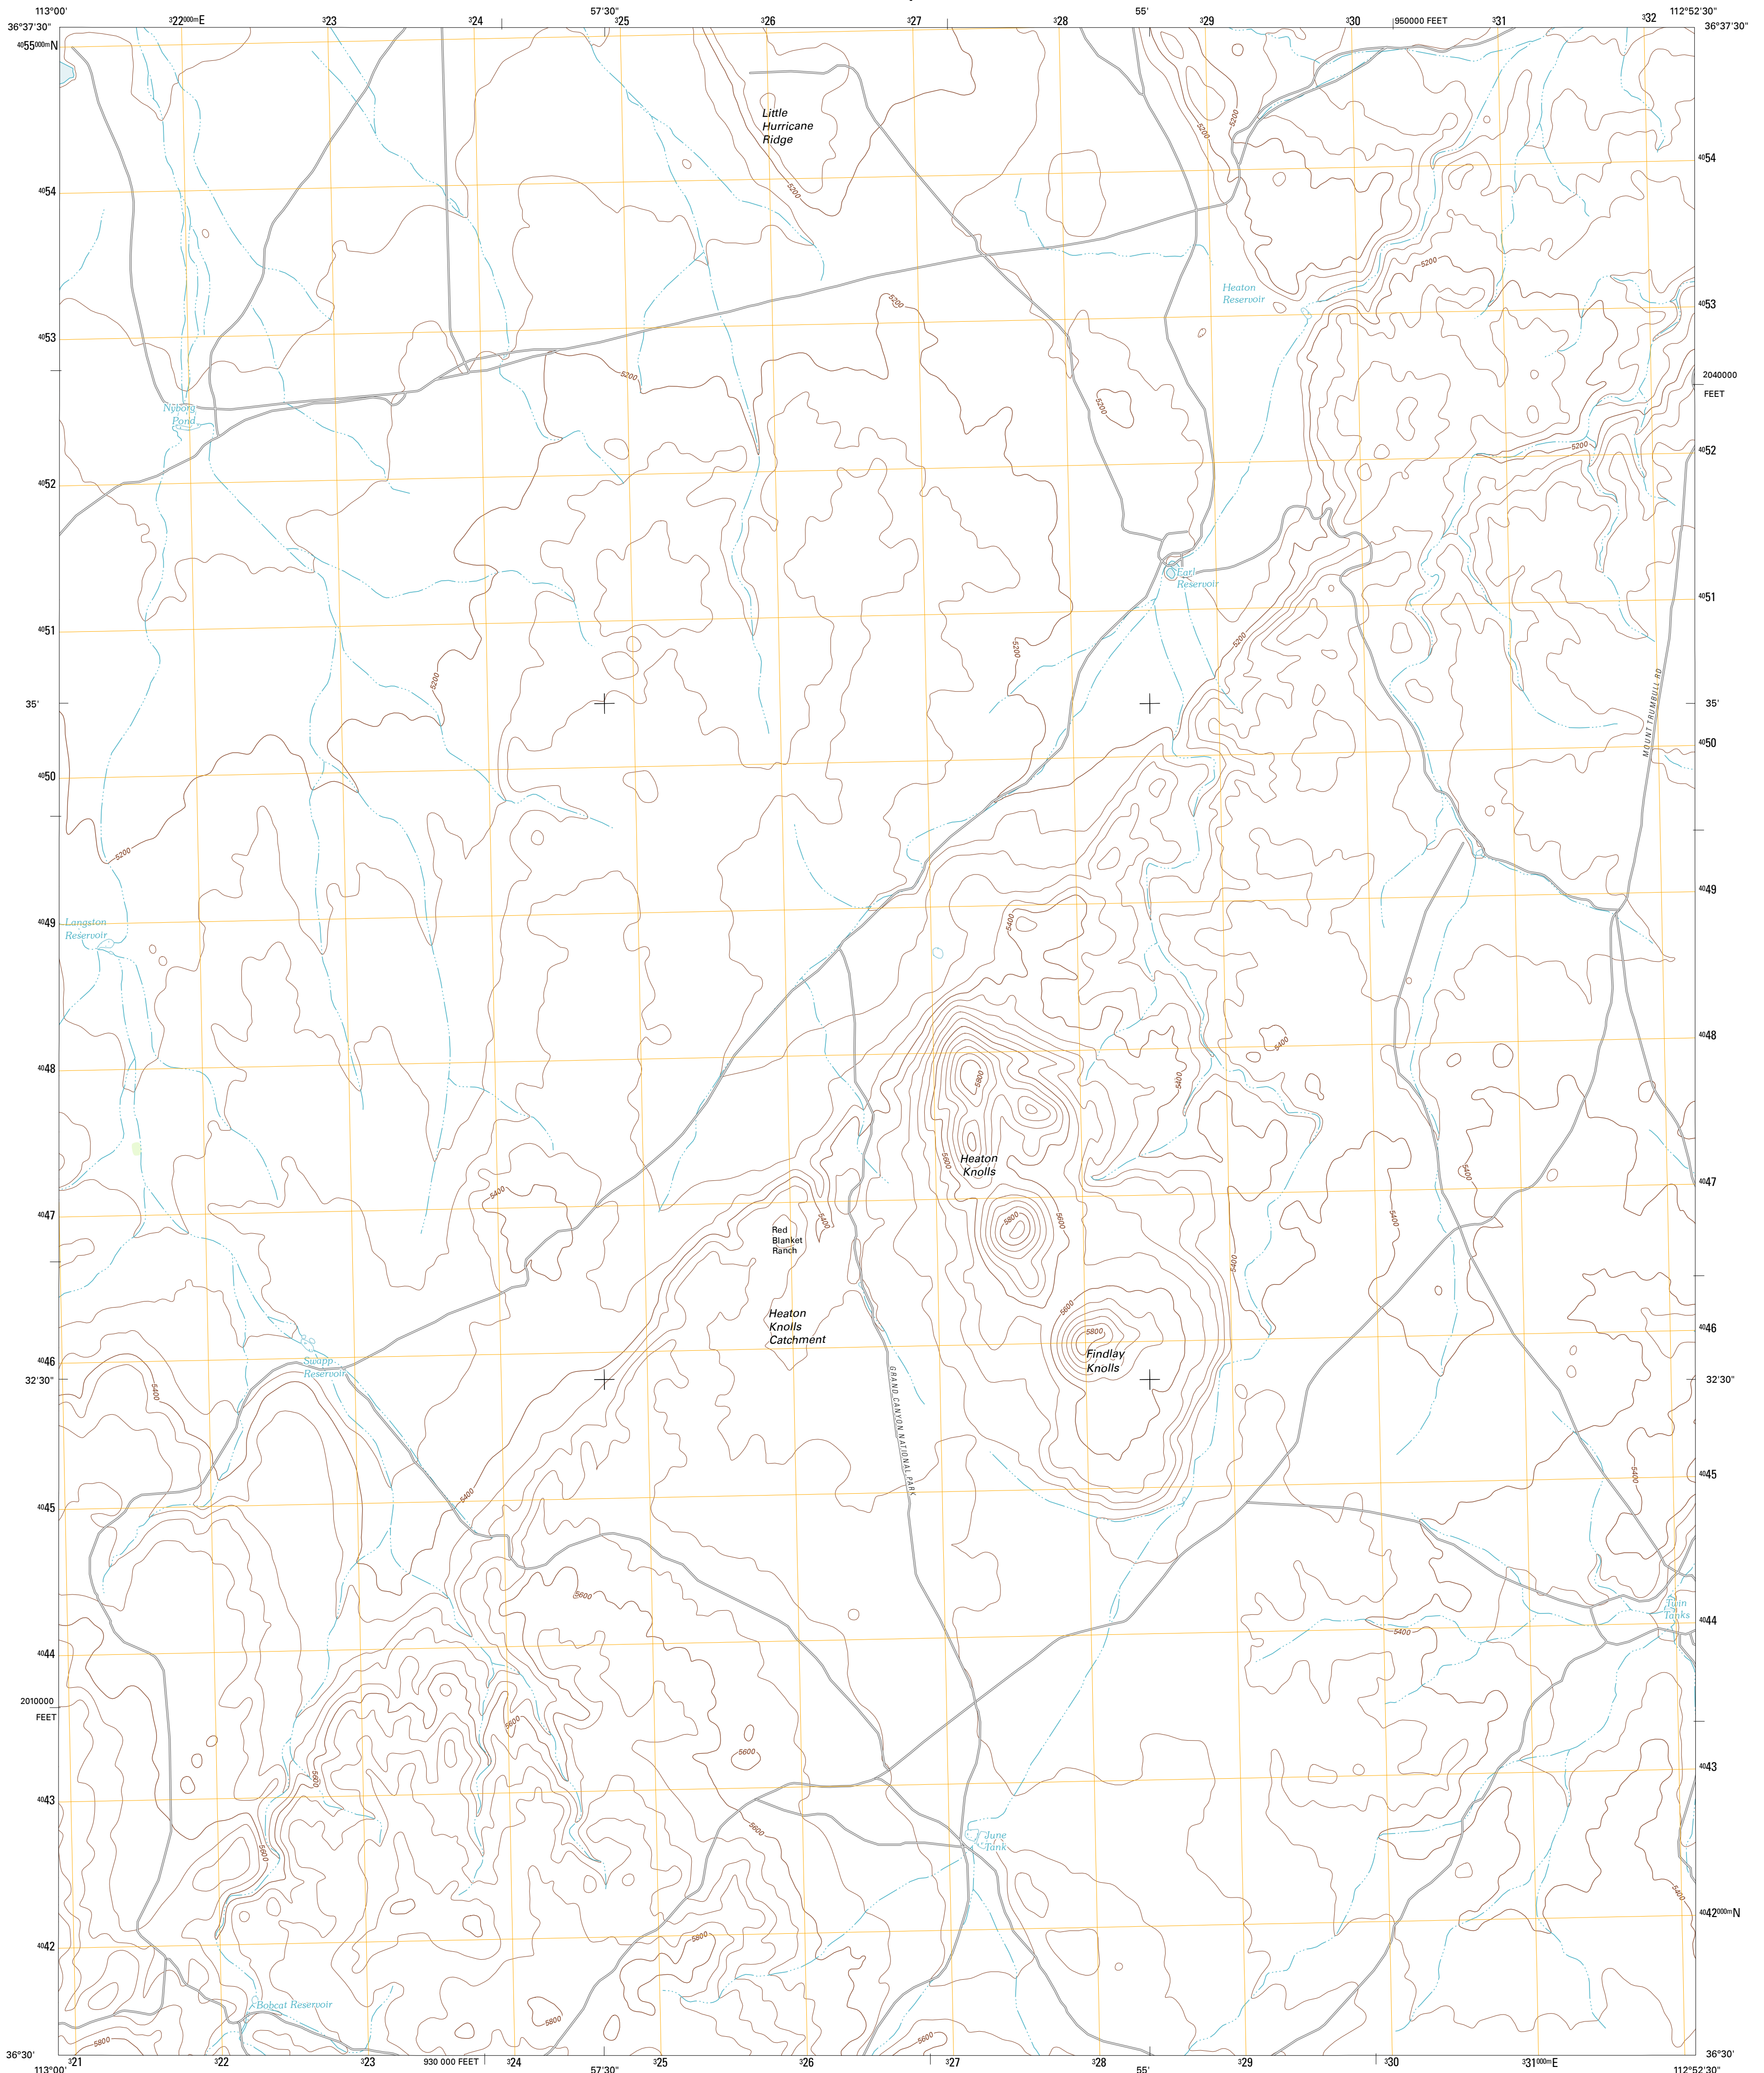 113°00'
³22⁰⁰⁰ᵐE
³23
³24
57'30"
³25
³26
³27
³28
55'
³29
³30
950000 FEET
³31
³32
112°52'30"
36°37'30"
36°37'30"
⁴⁰55⁰⁰⁰ᵐN
Little
Hurricane
Ridge
5200
5200
5200
⁴⁰54
⁴⁰54
5200
Heaton
Reservoir
5200
⁴⁰53
⁴⁰53
5200
2040000
FEET
Nyborg
Pond
5200
5200
⁴⁰52
⁴⁰52
Earl
Reservoir
⁴⁰51
⁴⁰51
5200
5200
5200
35'
35'
MOUNT TRUMBULL RD
⁴⁰50
⁴⁰50
5200
⁴⁰49
⁴⁰49
Langston
Reservoir
5400
⁴⁰48
⁴⁰48
5400
5800
5400
Heaton
Knolls
5600
5400
⁴⁰47
⁴⁰47
5400
5400
5800
5600
5400
Red
Blanket
Ranch
5400
Heaton
Knolls
Catchment
5600
5800
Findlay
Knolls
⁴⁰46
⁴⁰46
Swapp
Reservoir
32'30"
32'30"
5400
GRAND CANYON NATIONAL PARK
5400
5400
⁴⁰45
⁴⁰45
5600
Twin
Tanks
5400
⁴⁰44
⁴⁰44
2010000
FEET
5600
5600
5600
⁴⁰43
⁴⁰43
5600
5600
June
Tank
5400
⁴⁰42
⁴⁰42⁰⁰⁰ᵐN
5800
Bobcat Reservoir
5800
5800
5600
36°30'
36°30'
³21
³22
³23
930 000 FEET
³24
³25
³26
³27
³28
³29
³30
³31⁰⁰⁰ᵐE
113°00'
57'30"
55'
112°52'30"